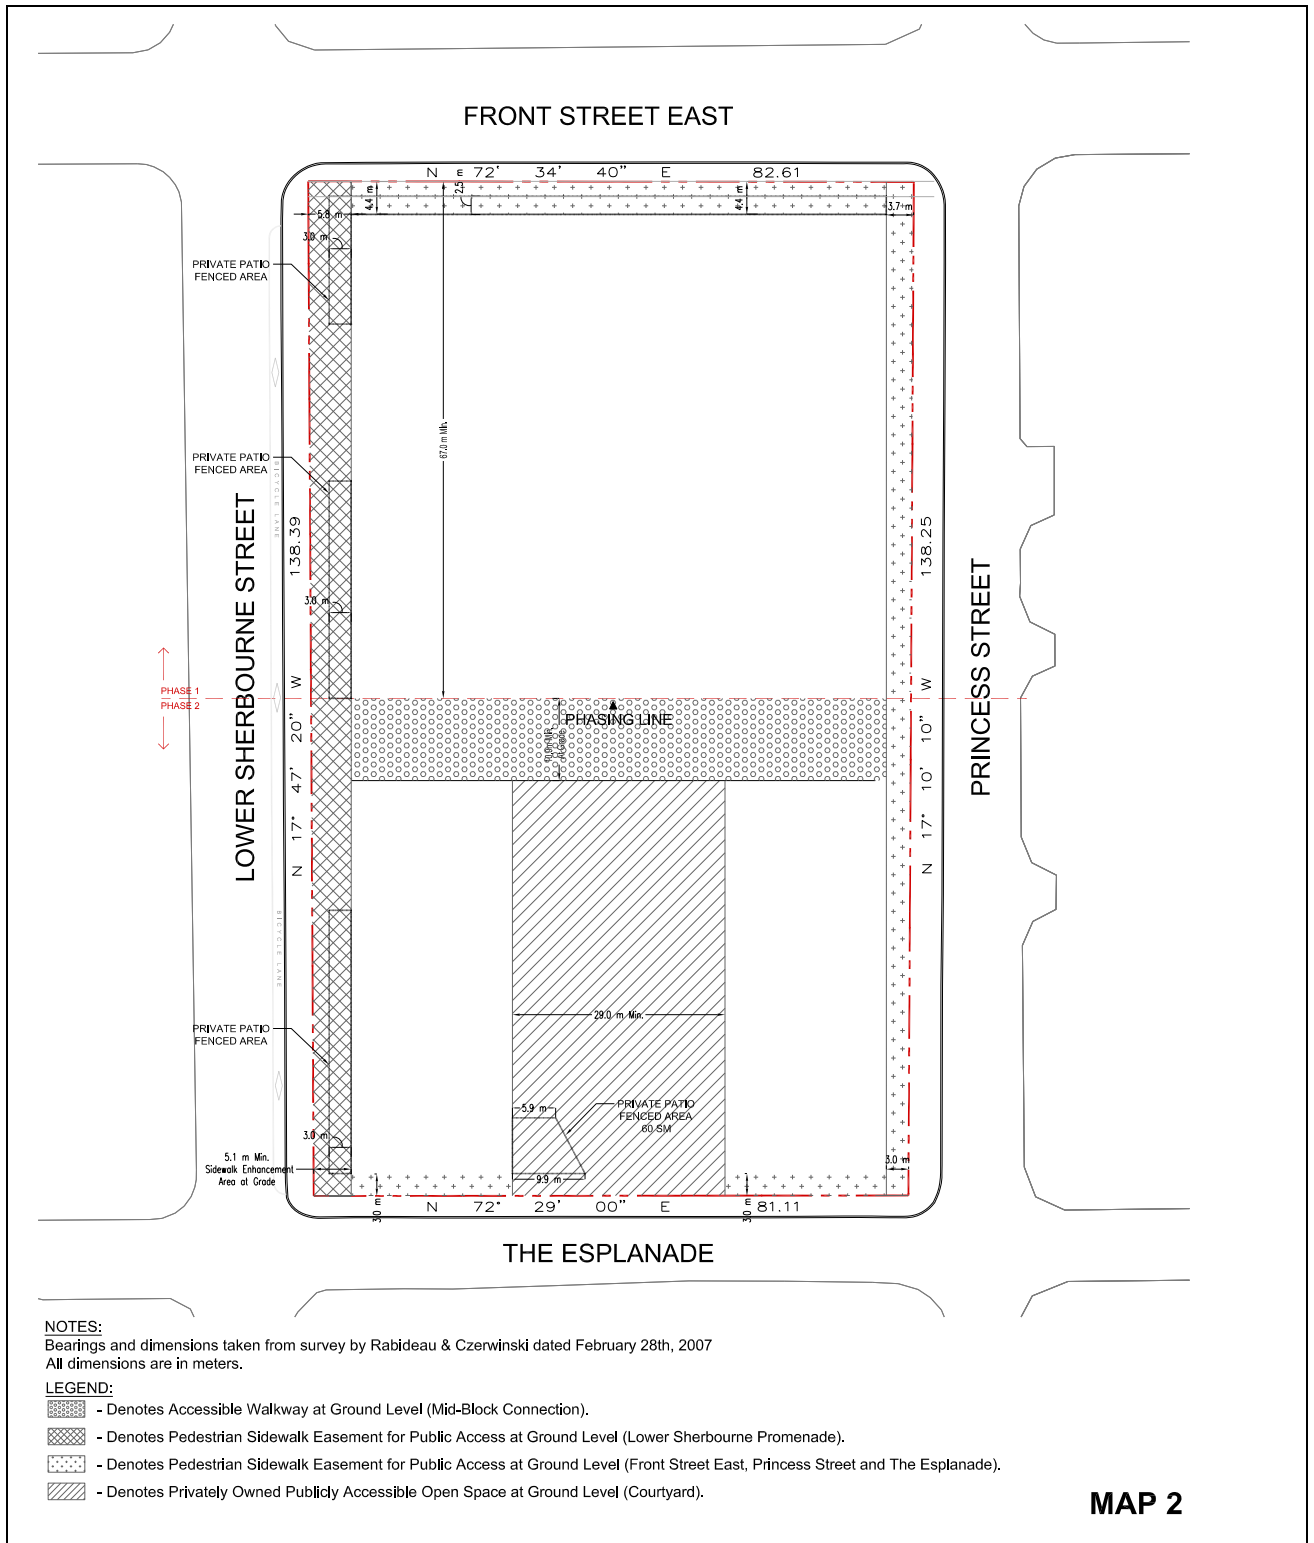 FRONT STREET EAST
N 72° 34' 40" E 82.61
4.4 m
2.5 m
4.4 m
3.7 m
5.8 m
3.0 m
PRIVATE PATIO
FENCED AREA
67.0 m Min.
PRIVATE PATIO
FENCED AREA
BICYCLE LANE
LOWER SHERBOURNE STREET
N 17° 47' 20" W 138.39
N 17° 10' 10" W 138.25
PRINCESS STREET
3.0 m
PHASE 1
PHASE 2
PHASING LINE
Min.
At Grade
BICYCLE LANE
PRIVATE PATIO
FENCED AREA
29.0 m Min.
5.9 m
PRIVATE PATIO
FENCED AREA
60 SM
3.0 m
5.1 m Min.
Sidewalk Enhancement
Area at Grade
9.9 m
3.0 m
3.0 m
3.0 m
N 72° 29' 00" E 81.11
THE ESPLANADE
NOTES:
Bearings and dimensions taken from survey by Rabideau & Czerwinski dated February 28th, 2007
All dimensions are in meters.
LEGEND:
- Denotes Accessible Walkway at Ground Level (Mid-Block Connection).
- Denotes Pedestrian Sidewalk Easement for Public Access at Ground Level (Lower Sherbourne Promenade).
- Denotes Pedestrian Sidewalk Easement for Public Access at Ground Level (Front Street East, Princess Street and The Esplanade).
- Denotes Privately Owned Publicly Accessible Open Space at Ground Level (Courtyard).
MAP 2